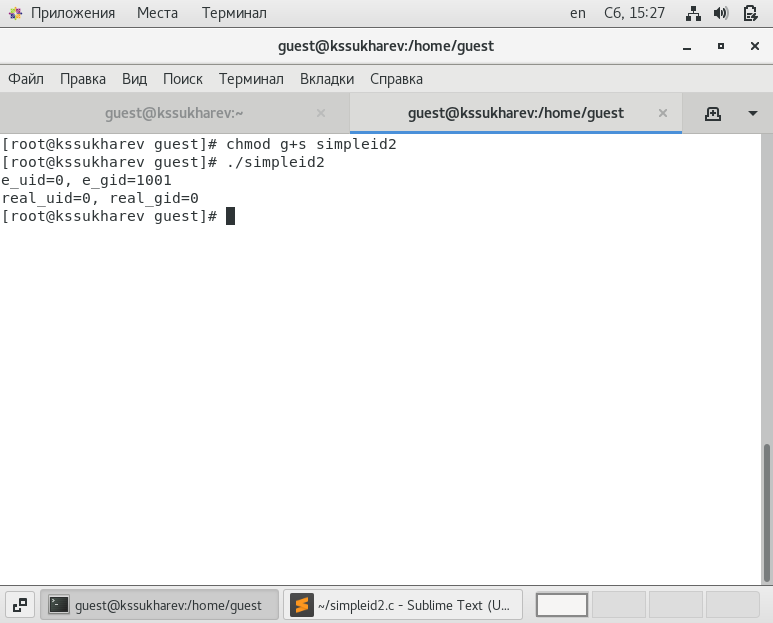 Приложения Места Терминал en Сб, 15:27
guest@kssukharev:/home/guest
Файл Правка Вид Поиск Терминал Вкладки Справка
guest@kssukharev:~ guest@kssukharev:/home/guest
[root@kssukharev guest]# chmod g+s simpleid2
[root@kssukharev guest]# ./simpleid2
e_uid=0, e_gid=1001
real_uid=0, real_gid=0
[root@kssukharev guest]#
guest@kssukharev:/home/guest ~/simpleid2.c - Sublime Text (U...